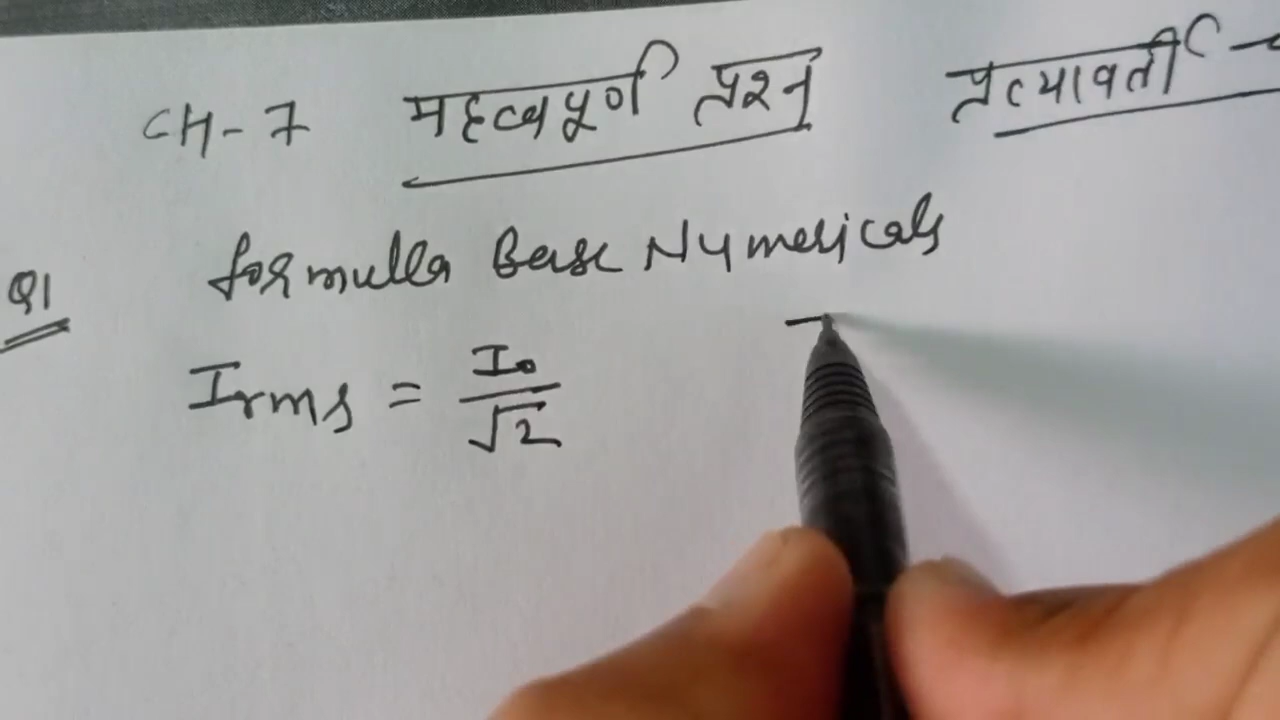 CH-7 महत्वपूर्ण प्रश्न प्रत्यावर्ती
Q1 formulla Base Numericals
Irms = I₀/√2